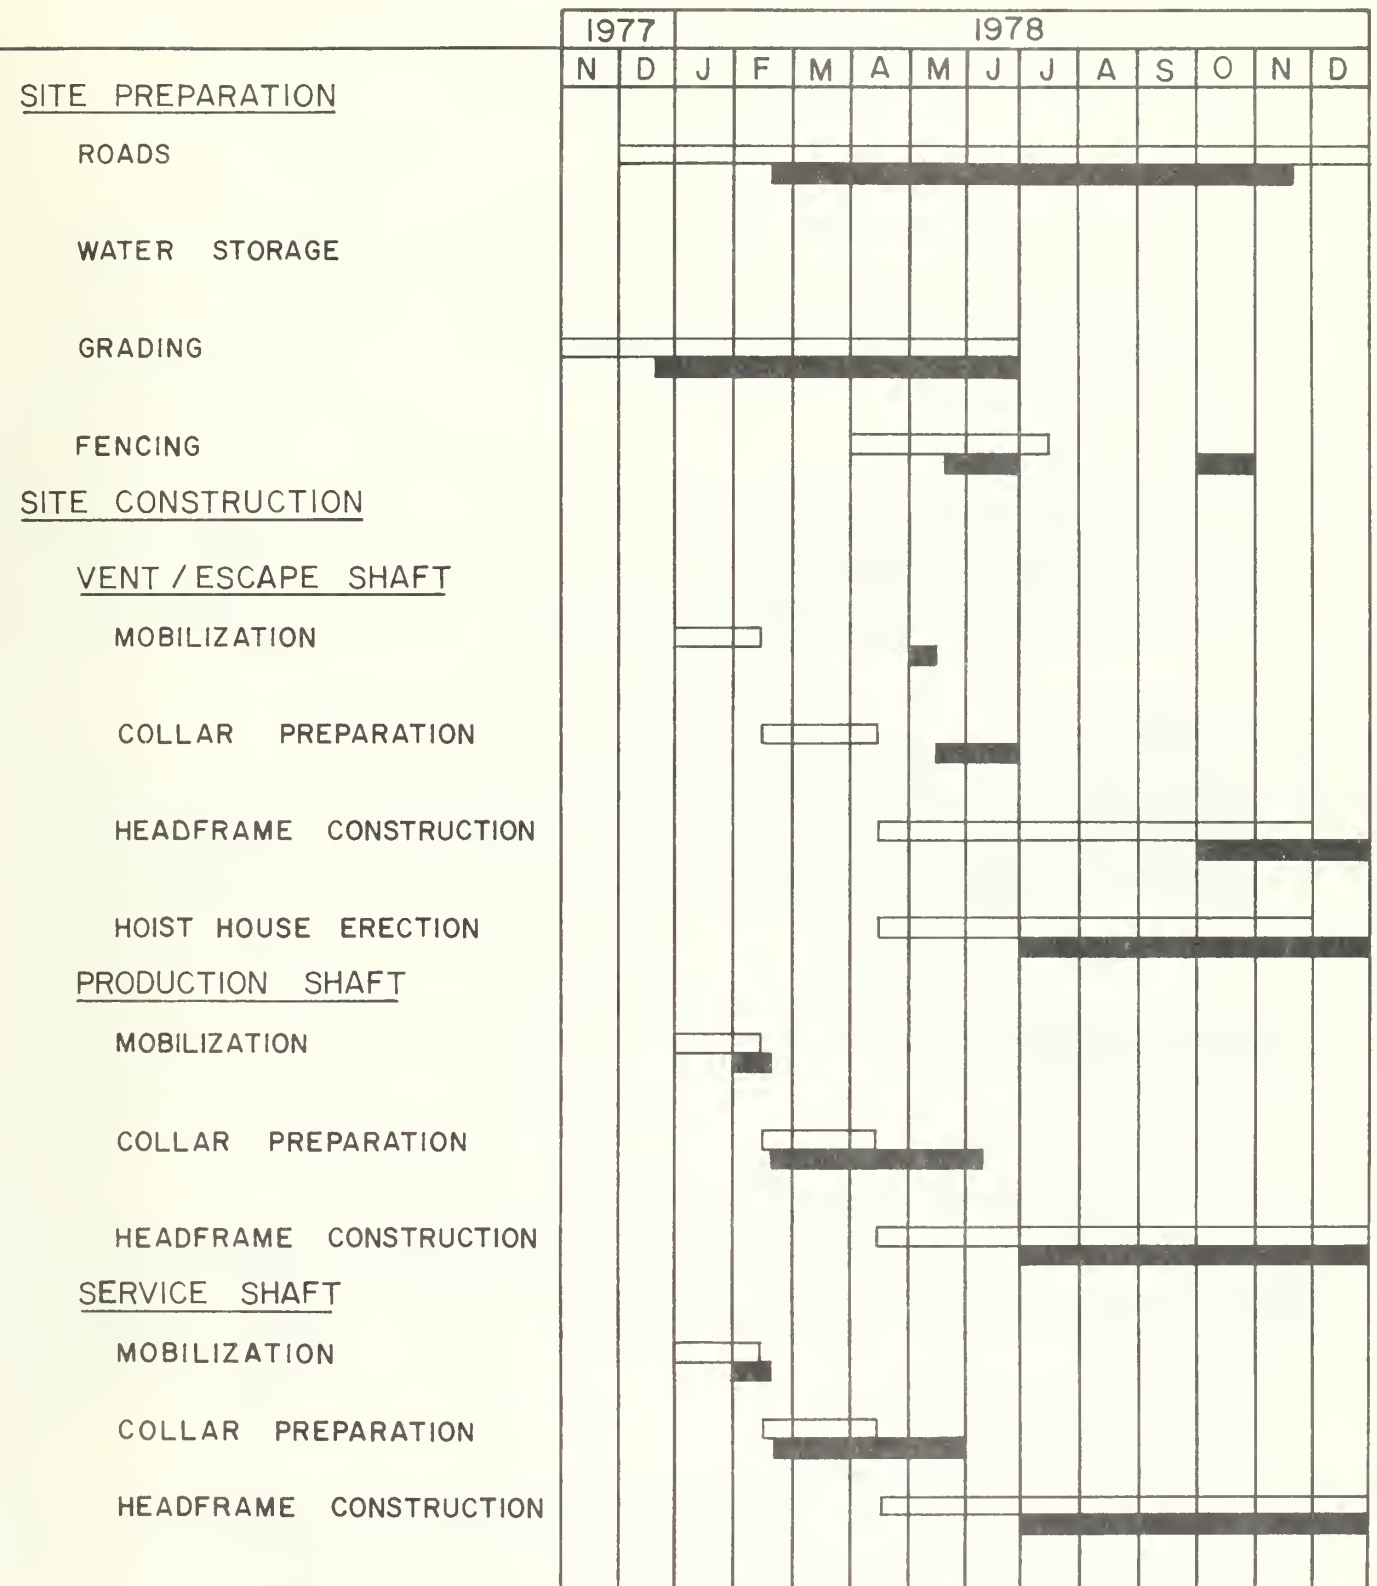 1977 1978
N D J F M A M J J A S O N D
SITE PREPARATION
ROADS
WATER STORAGE
GRADING
FENCING
SITE CONSTRUCTION
VENT / ESCAPE SHAFT
MOBILIZATION
COLLAR PREPARATION
HEADFRAME CONSTRUCTION
HOIST HOUSE ERECTION
PRODUCTION SHAFT
MOBILIZATION
COLLAR PREPARATION
HEADFRAME CONSTRUCTION
SERVICE SHAFT
MOBILIZATION
COLLAR PREPARATION
HEADFRAME CONSTRUCTION